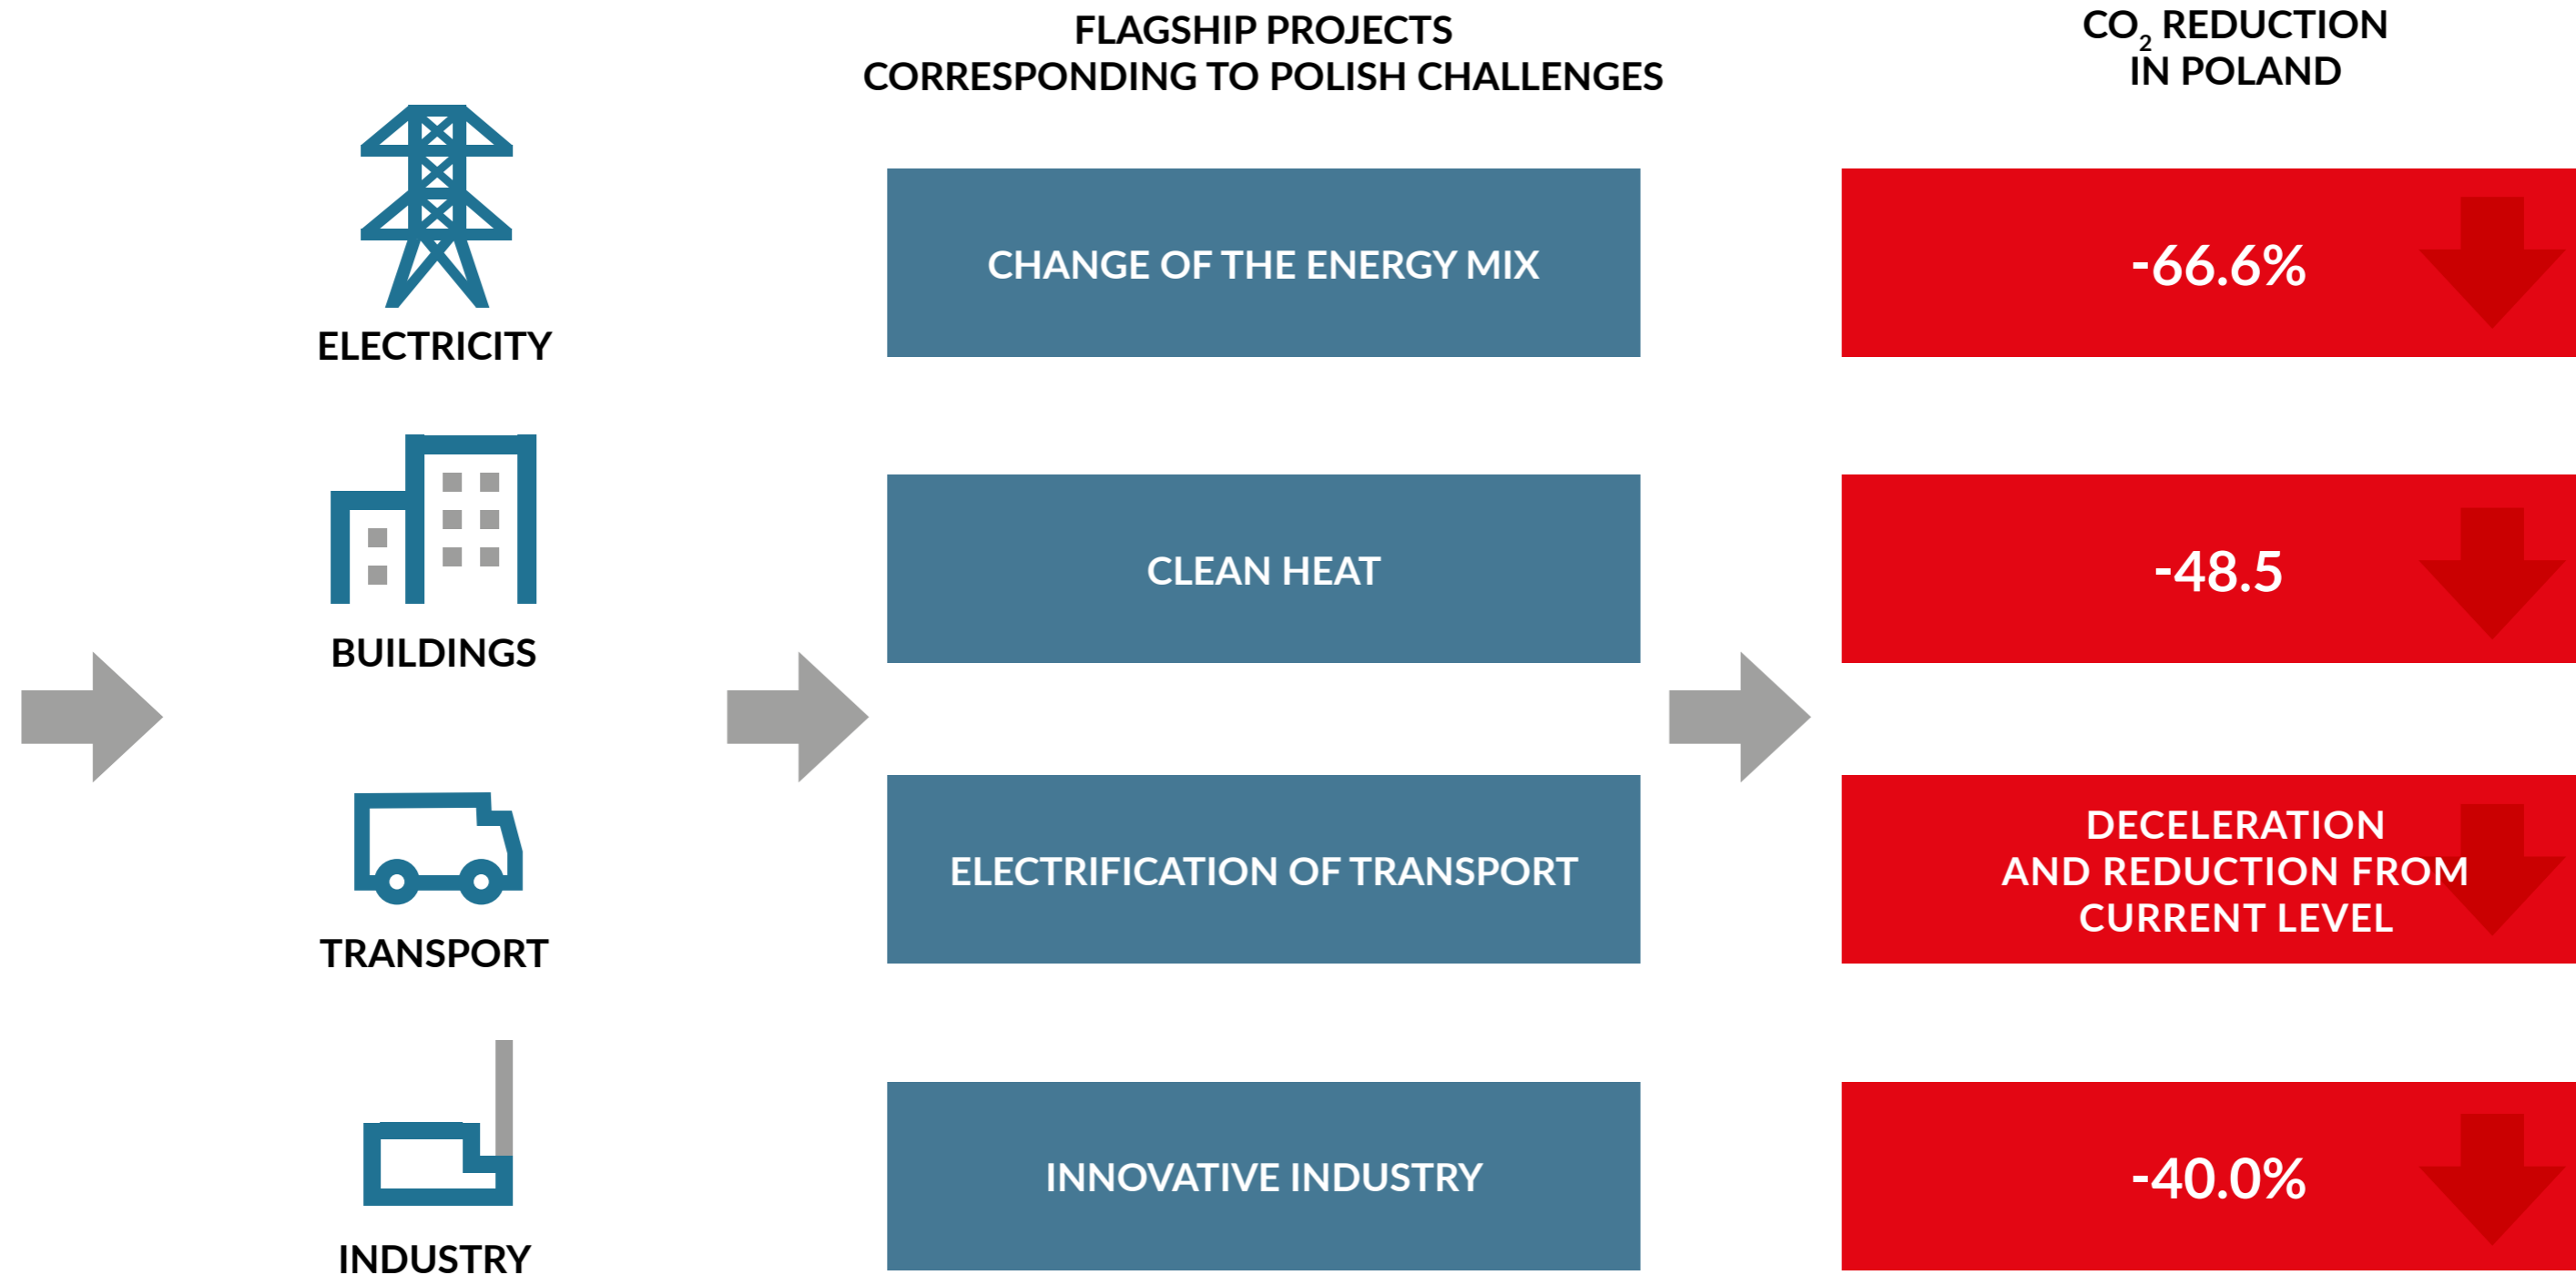 FLAGSHIP PROJECTS
CORRESPONDING TO POLISH CHALLENGES
CO₂ REDUCTION
IN POLAND
ELECTRICITY
CHANGE OF THE ENERGY MIX
-66.6%
BUILDINGS
CLEAN HEAT
-48.5
TRANSPORT
ELECTRIFICATION OF TRANSPORT
DECELERATION
AND REDUCTION FROM
CURRENT LEVEL
INDUSTRY
INNOVATIVE INDUSTRY
-40.0%